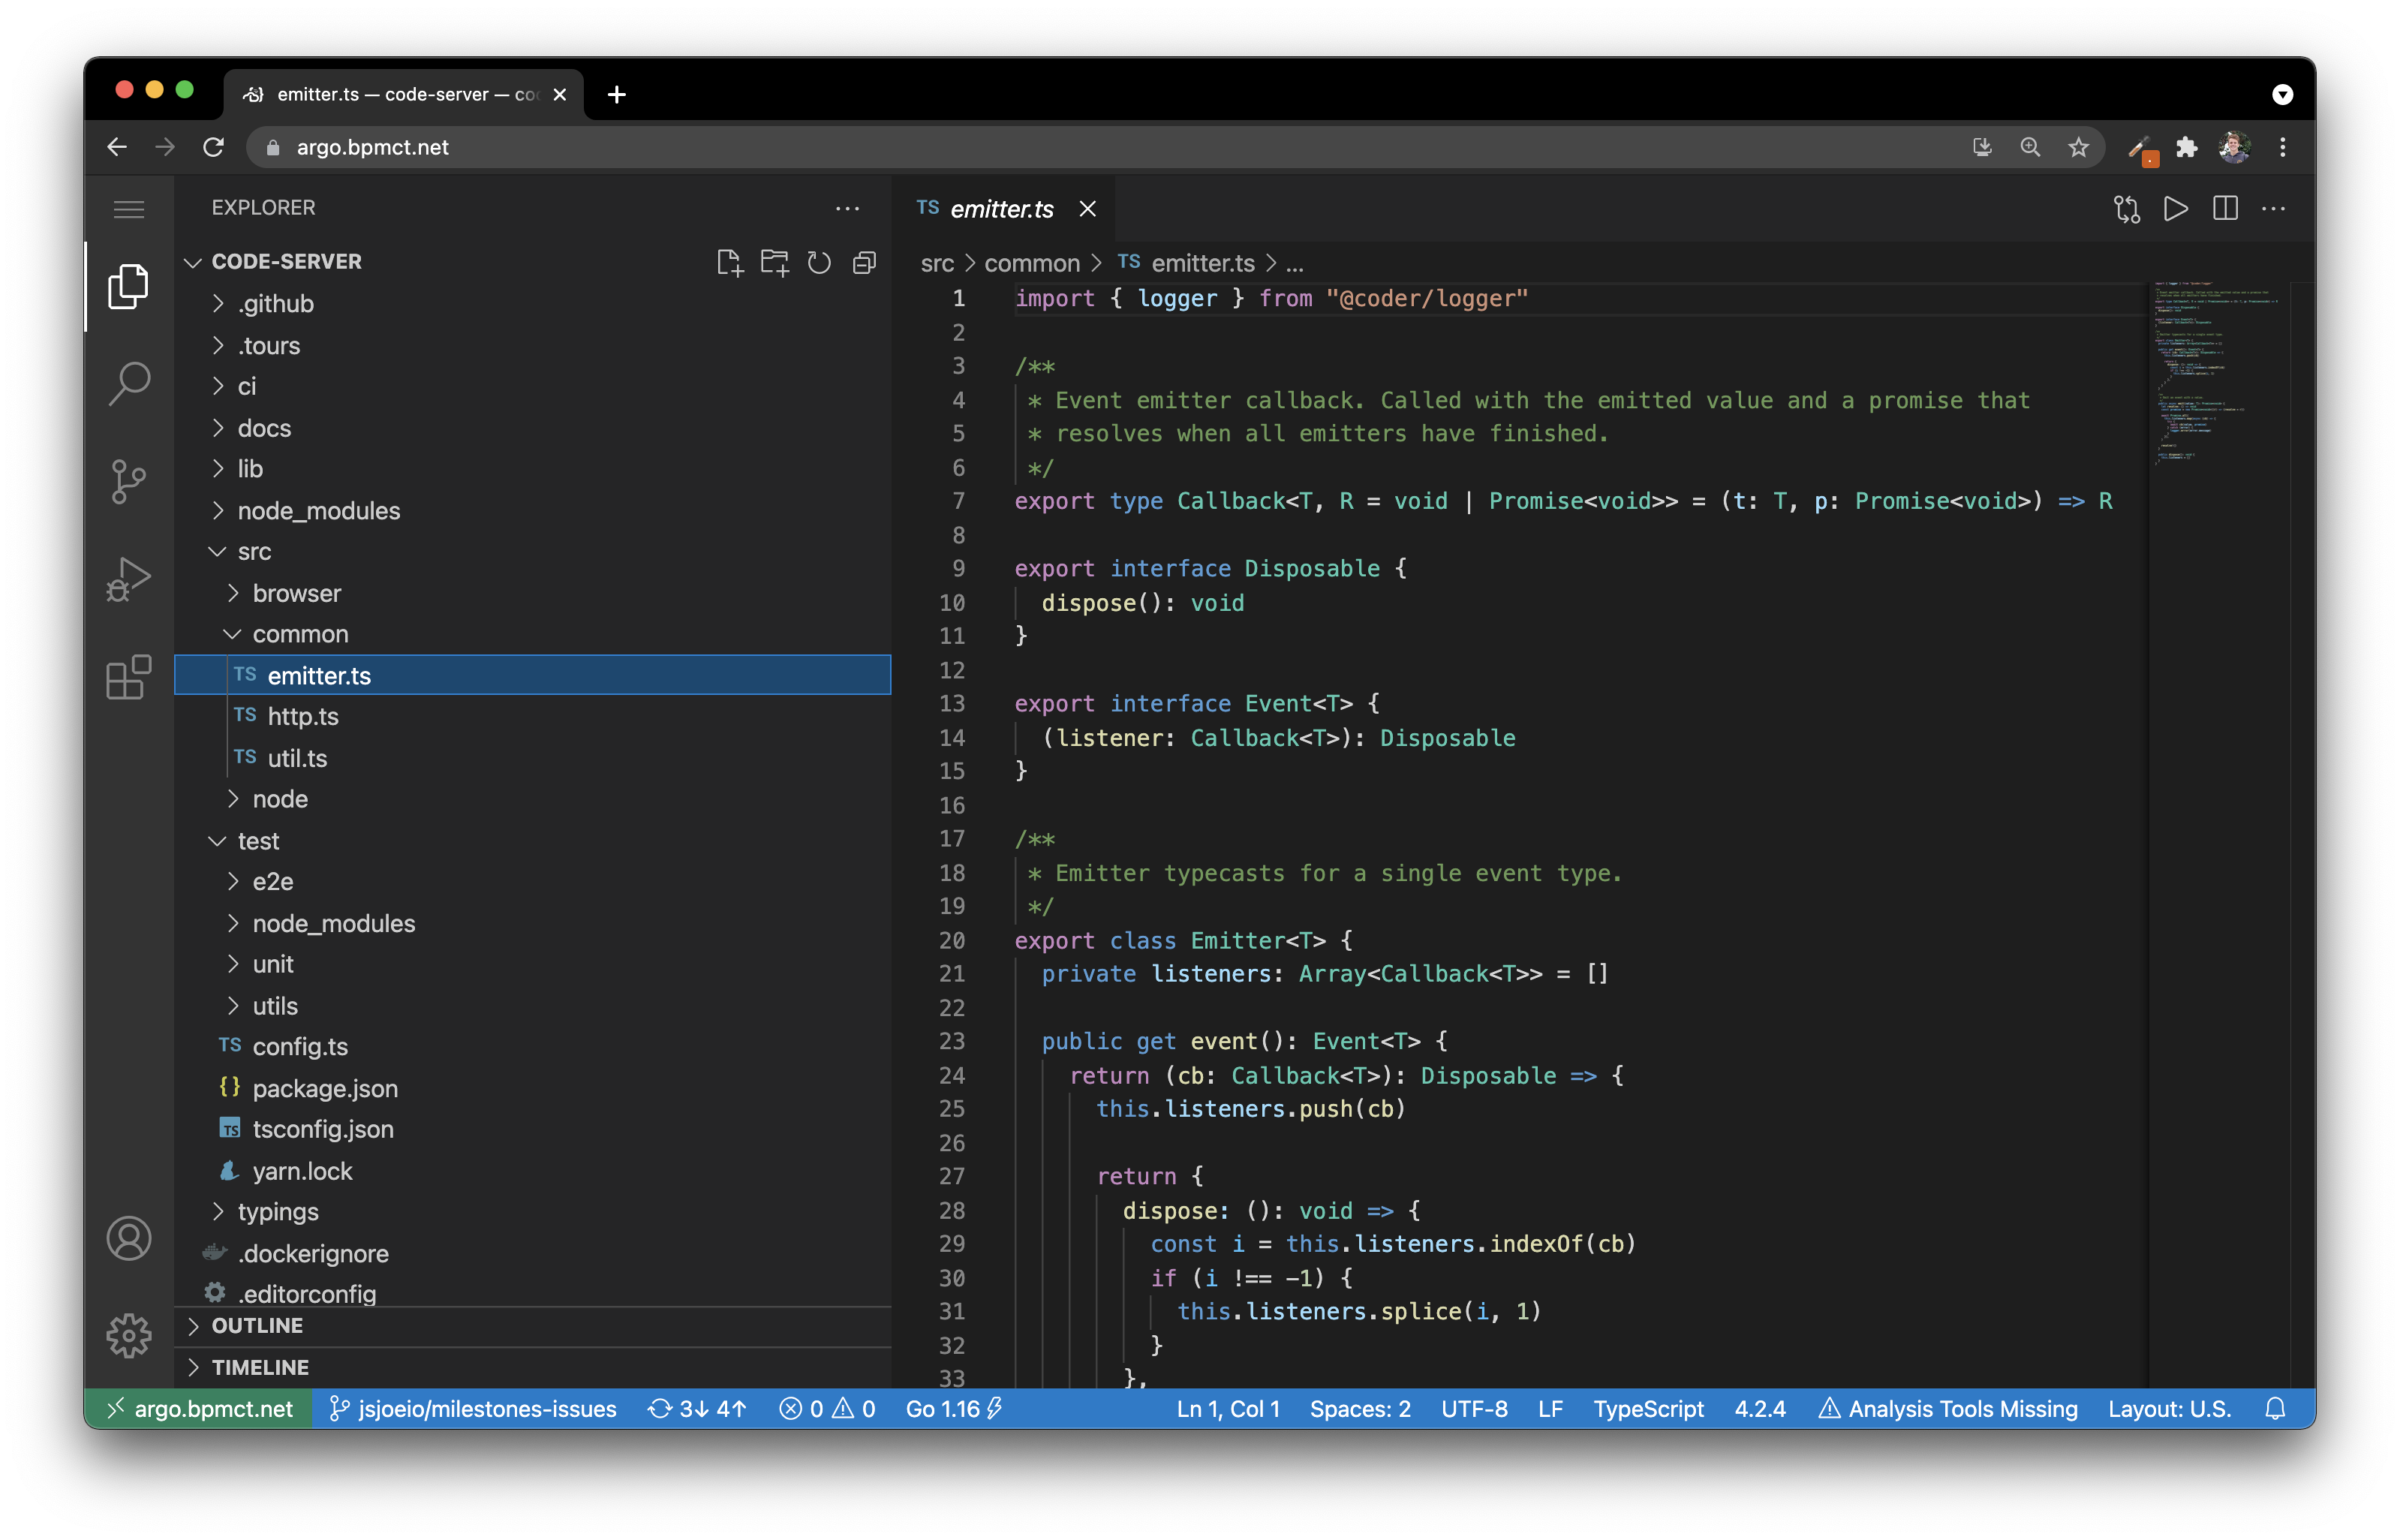 emitter.ts — code-server — co
argo.bpmct.net
EXPLORER
CODE-SERVER
.github
.tours
ci
docs
lib
node_modules
src
browser
common
TS emitter.ts
TS http.ts
TS util.ts
node
test
e2e
node_modules
unit
utils
TS config.ts
{} package.json
TS tsconfig.json
yarn.lock
typings
.dockerignore
.editorconfig
OUTLINE
TIMELINE
TS emitter.ts
src > common > TS emitter.ts > ...
1 import { logger } from "@coder/logger"
2
3 /**
4 * Event emitter callback. Called with the emitted value and a promise that
5 * resolves when all emitters have finished.
6 */
7 export type Callback<T, R = void | Promise<void>> = (t: T, p: Promise<void>) => R
8
9 export interface Disposable {
10 dispose(): void
11 }
12
13 export interface Event<T> {
14 (listener: Callback<T>): Disposable
15 }
16
17 /**
18 * Emitter typecasts for a single event type.
19 */
20 export class Emitter<T> {
21 private listeners: Array<Callback<T>> = []
22
23 public get event(): Event<T> {
24 return (cb: Callback<T>): Disposable => {
25 this.listeners.push(cb)
26
27 return {
28 dispose: (): void => {
29 const i = this.listeners.indexOf(cb)
30 if (i !== -1) {
31 this.listeners.splice(i, 1)
32 }
33 },
argo.bpmct.net jsjoeio/milestones-issues 3↓ 4↑ 0 0 Go 1.16 Ln 1, Col 1 Spaces: 2 UTF-8 LF TypeScript 4.2.4 Analysis Tools Missing Layout: U.S.